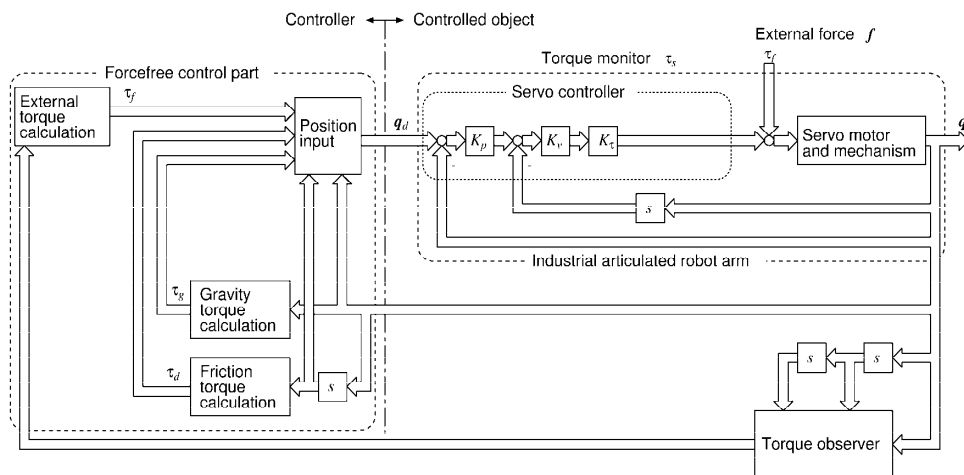 Controller
Controlled object
External force f
τf
Torque monitor τs
Forcefree control part
Servo controller
External
torque
calculation
τf
Position
input
qd
Kp
Kv
Kτ
Servo motor
and mechanism
q
s
Industrial articulated robot arm
τg
Gravity
torque
calculation
τd
Friction
torque
calculation
s
s
s
Torque observer